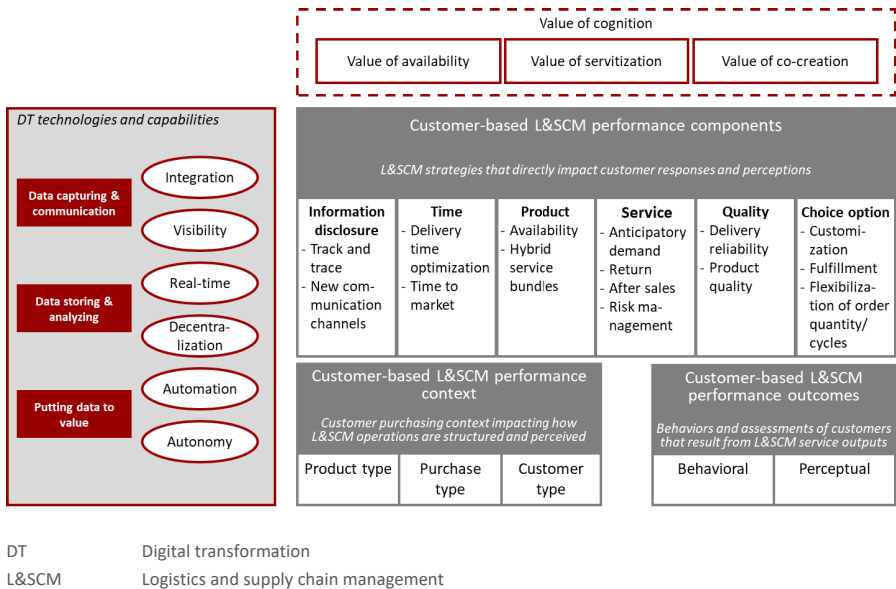 Value of cognition
Value of availability
Value of servitization
Value of co-creation
DT technologies and capabilities
Data capturing &
communication
Integration
Visibility
Data storing &
analyzing
Real-time
Decentra-
lization
Putting data to
value
Automation
Autonomy
Customer-based L&SCM performance components
L&SCM strategies that directly impact customer responses and perceptions
Information
disclosure
- Track and
trace
- New com-
munication
channels
Time
- Delivery
time
optimization
- Time to
market
Product
- Availability
- Hybrid
service
bundles
Service
- Anticipatory
demand
- Return
- After sales
- Risk ma-
nagement
Quality
- Delivery
reliability
- Product
quality
Choice option
- Customi-
zation
- Fulfillment
- Flexibiliza-
tion of order
quantity/
cycles
Customer-based L&SCM performance
context
Customer purchasing context impacting how
L&SCM operations are structured and perceived
Product type
Purchase
type
Customer
type
Customer-based L&SCM
performance outcomes
Behaviors and assessments of customers
that result from L&SCM service outputs
Behavioral
Perceptual
DT Digital transformation
L&SCM Logistics and supply chain management